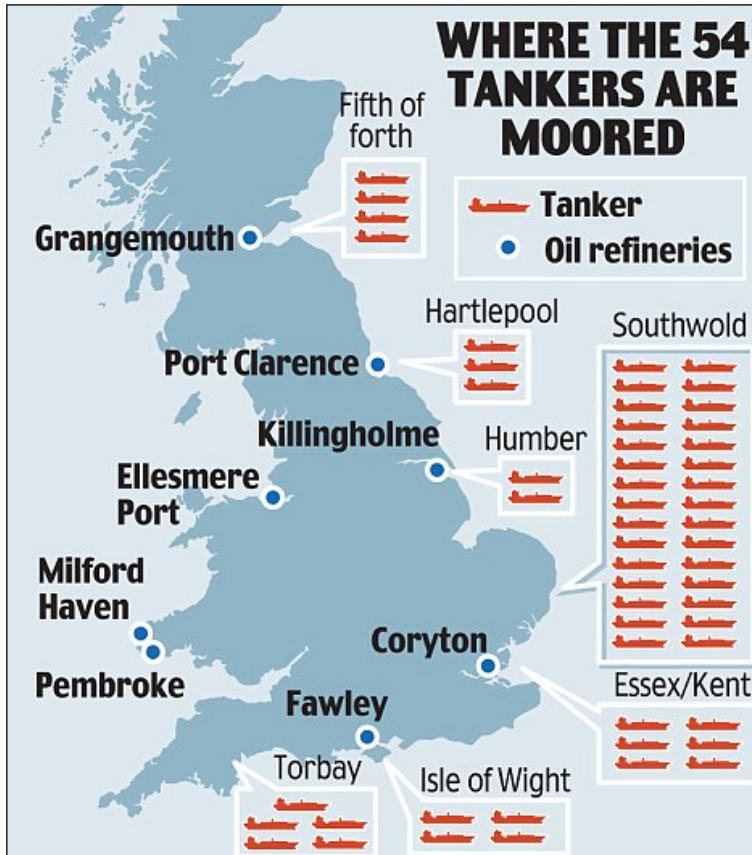 WHERE THE 54
TANKERS ARE
MOORED
Tanker
Oil refineries
Fifth of
forth
Grangemouth
Hartlepool
Southwold
Port Clarence
Killingholme
Humber
Ellesmere
Port
Milford
Haven
Pembroke
Coryton
Essex/Kent
Fawley
Torbay
Isle of Wight